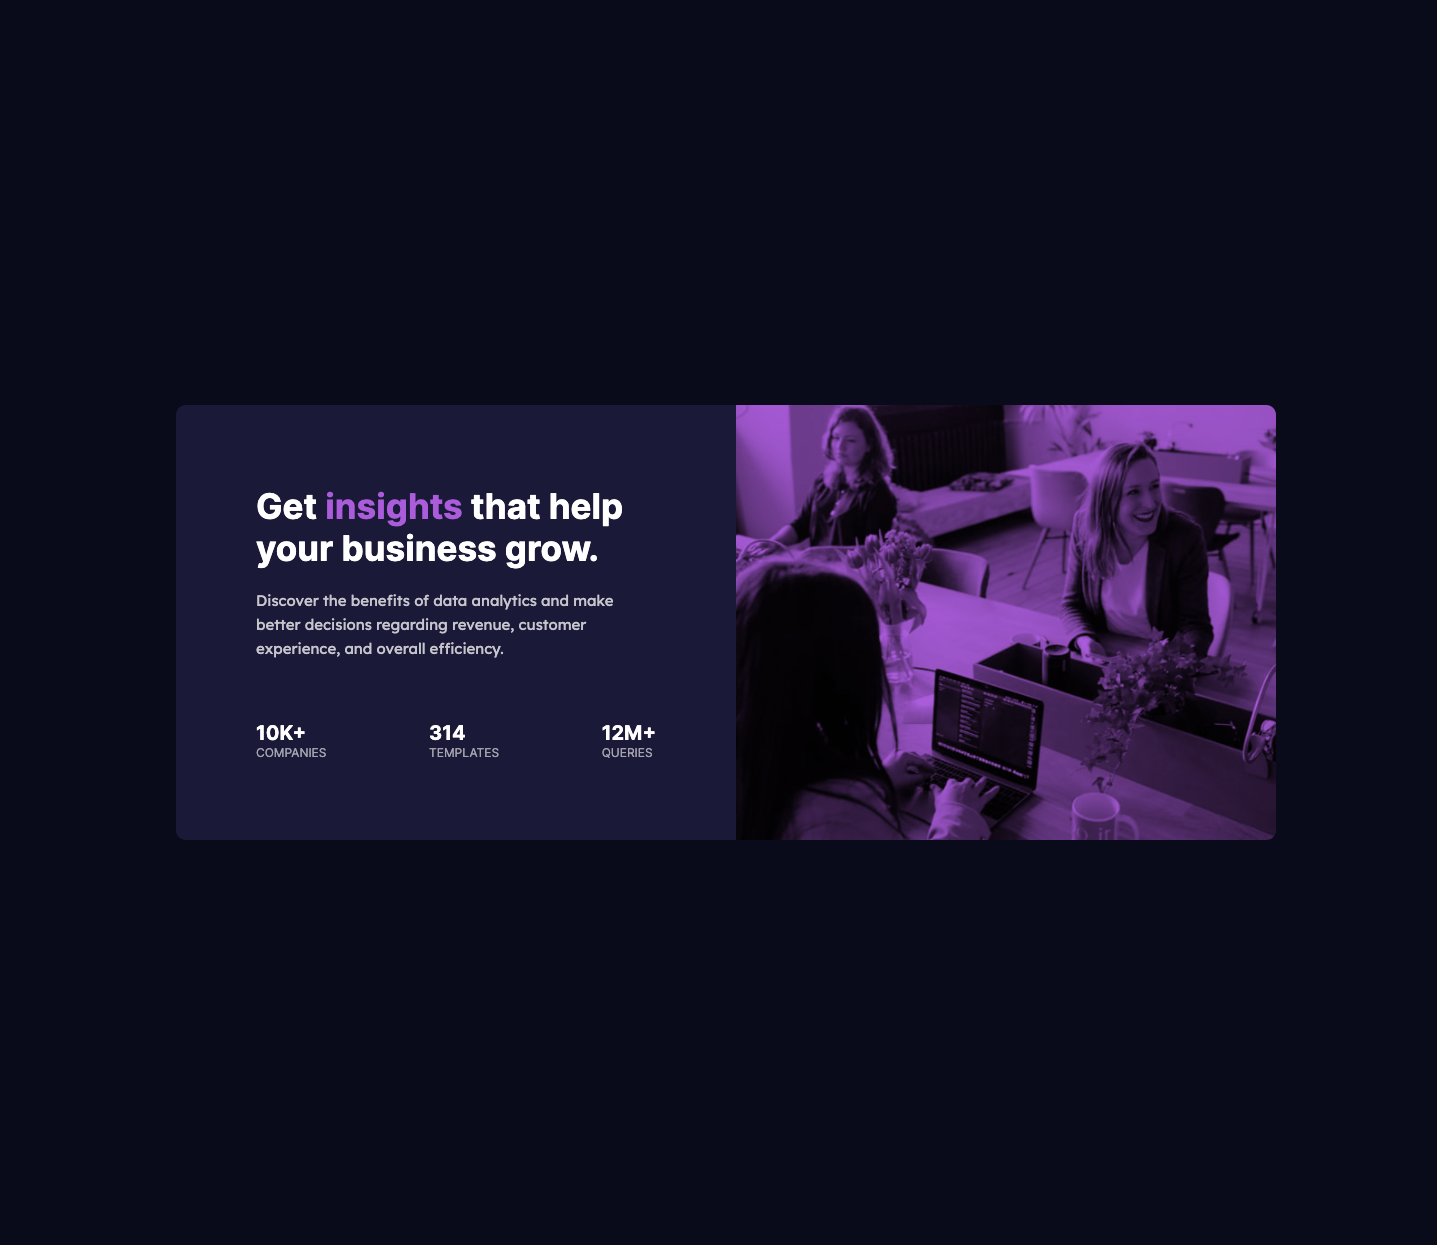 Get insights that help
your business grow.
Discover the benefits of data analytics and make
better decisions regarding revenue, customer
experience, and overall efficiency.
10K+ 314 12M+
COMPANIES TEMPLATES QUERIES